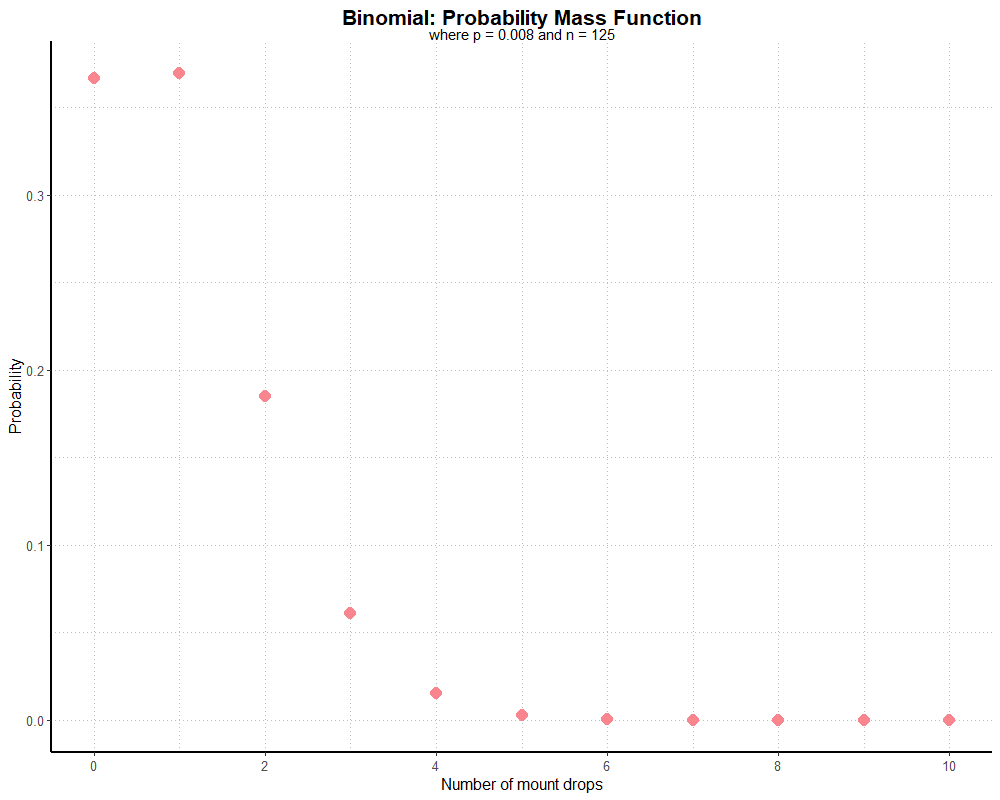 Binomial: Probability Mass Function
where p = 0.008 and n = 125
Probability
0.3
0.2
0.1
0.0
0 2 4 6 8 10
Number of mount drops